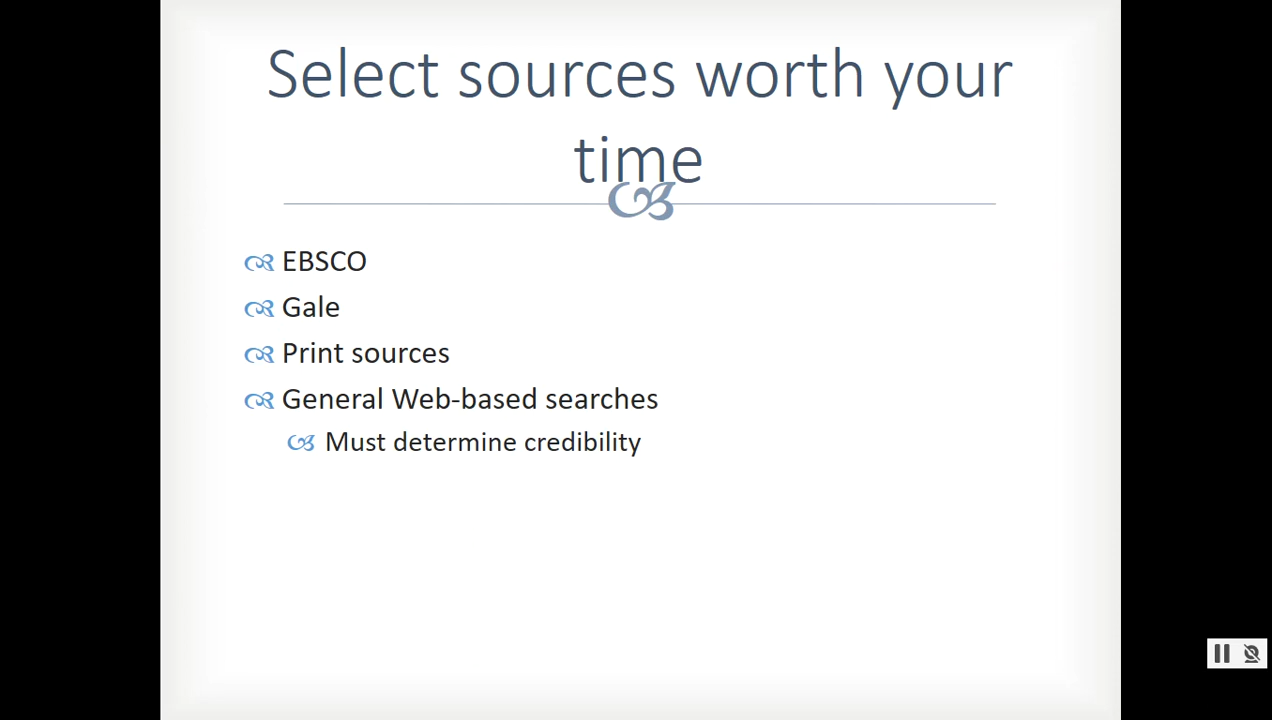 Select sources worth your
time
EBSCO
Gale
Print sources
General Web-based searches
Must determine credibility